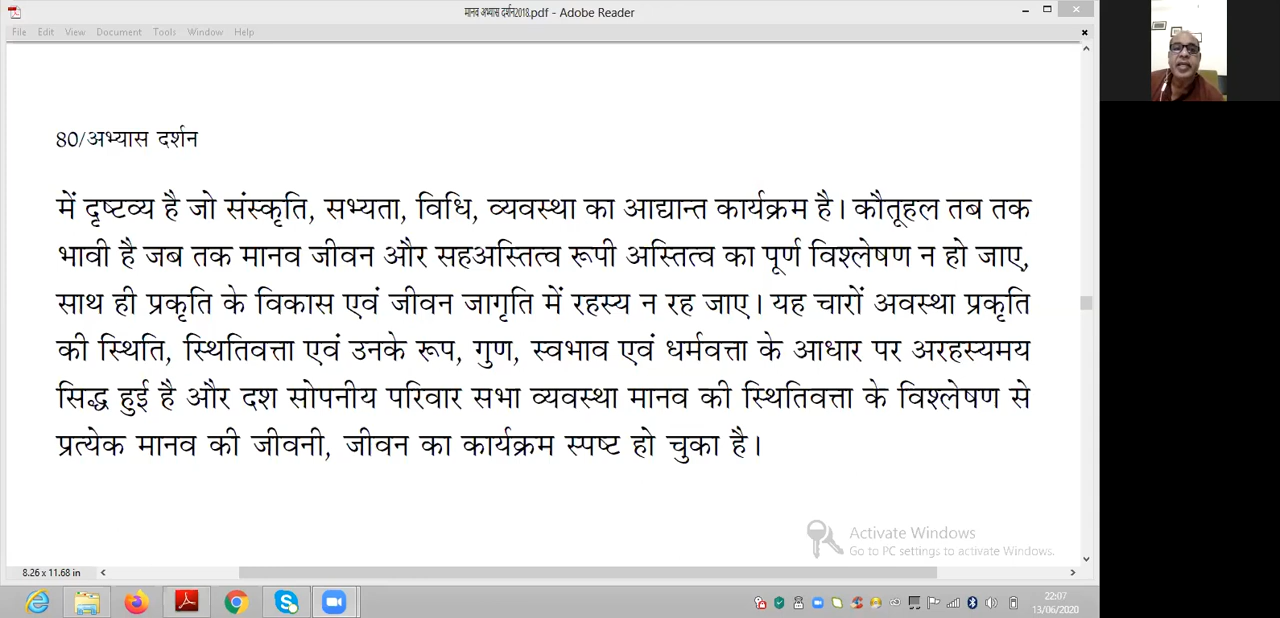 मानव अभ्यास दर्शन2018.pdf - Adobe Reader
File Edit View Document Tools Window Help
80/अभ्यास दर्शन
में दृष्टव्य है जो संस्कृति, सभ्यता, विधि, व्यवस्था का आद्यान्त कार्यक्रम है। कौतूहल तब तक
भावी है जब तक मानव जीवन और सहअस्तित्व रूपी अस्तित्व का पूर्ण विश्लेषण न हो जाए,
साथ ही प्रकृति के विकास एवं जीवन जागृति में रहस्य न रह जाए। यह चारों अवस्था प्रकृति
की स्थिति, स्थितिवत्ता एवं उनके रूप, गुण, स्वभाव एवं धर्मवत्ता के आधार पर अरहस्यमय
सिद्ध हुई है और दश सोपनीय परिवार सभा व्यवस्था मानव की स्थितिवत्ता के विश्लेषण से
प्रत्येक मानव की जीवनी, जीवन का कार्यक्रम स्पष्ट हो चुका है।
Activate Windows
Go to PC settings to activate Windows.
8.26 x 11.68 in
22:07
13/06/2020